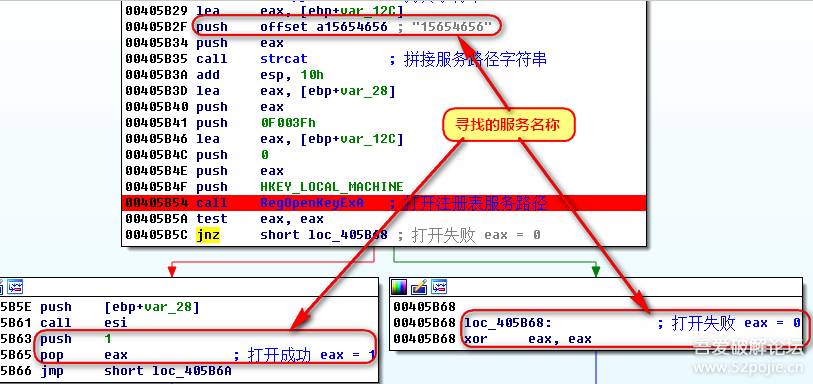 00405B29 lea eax, [ebp+var_12C]
00405B2F push offset a15654656 ; "15654656"
00405B34 push eax
00405B35 call strcat ; 拼接服务路径字符串
00405B3A add esp, 10h
00405B3D lea eax, [ebp+var_28]
00405B40 push eax
00405B41 push 0F003Fh
00405B46 lea eax, [ebp+var_12C]
00405B4C push 0
00405B4E push eax
00405B4F push HKEY_LOCAL_MACHINE
00405B54 call RegOpenKeyExA ; 打开注册表服务路径
00405B5A test eax, eax
00405B5C jnz short loc_405B68 ; 打开失败 eax = 0
寻找的服务名称
5B5E push [ebp+var_28]
5B61 call esi
5B63 push 1
5B65 pop eax ; 打开成功 eax = 1
5B66 jmp short loc_405B6A
00405B68
00405B68 loc_405B68: ; 打开失败 eax = 0
00405B68 xor eax, eax
吾爱破解论坛
www.52pojie.cn